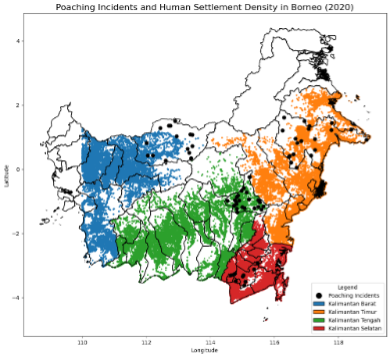 Poaching Incidents and Human Settlement Density in Borneo (2020)
4
2
0
−2
−4
Latitude
110
112
114
116
118
Longitude
Legend
Poaching Incidents
Kalimantan Barat
Kalimantan Timur
Kalimantan Tengah
Kalimantan Selatan